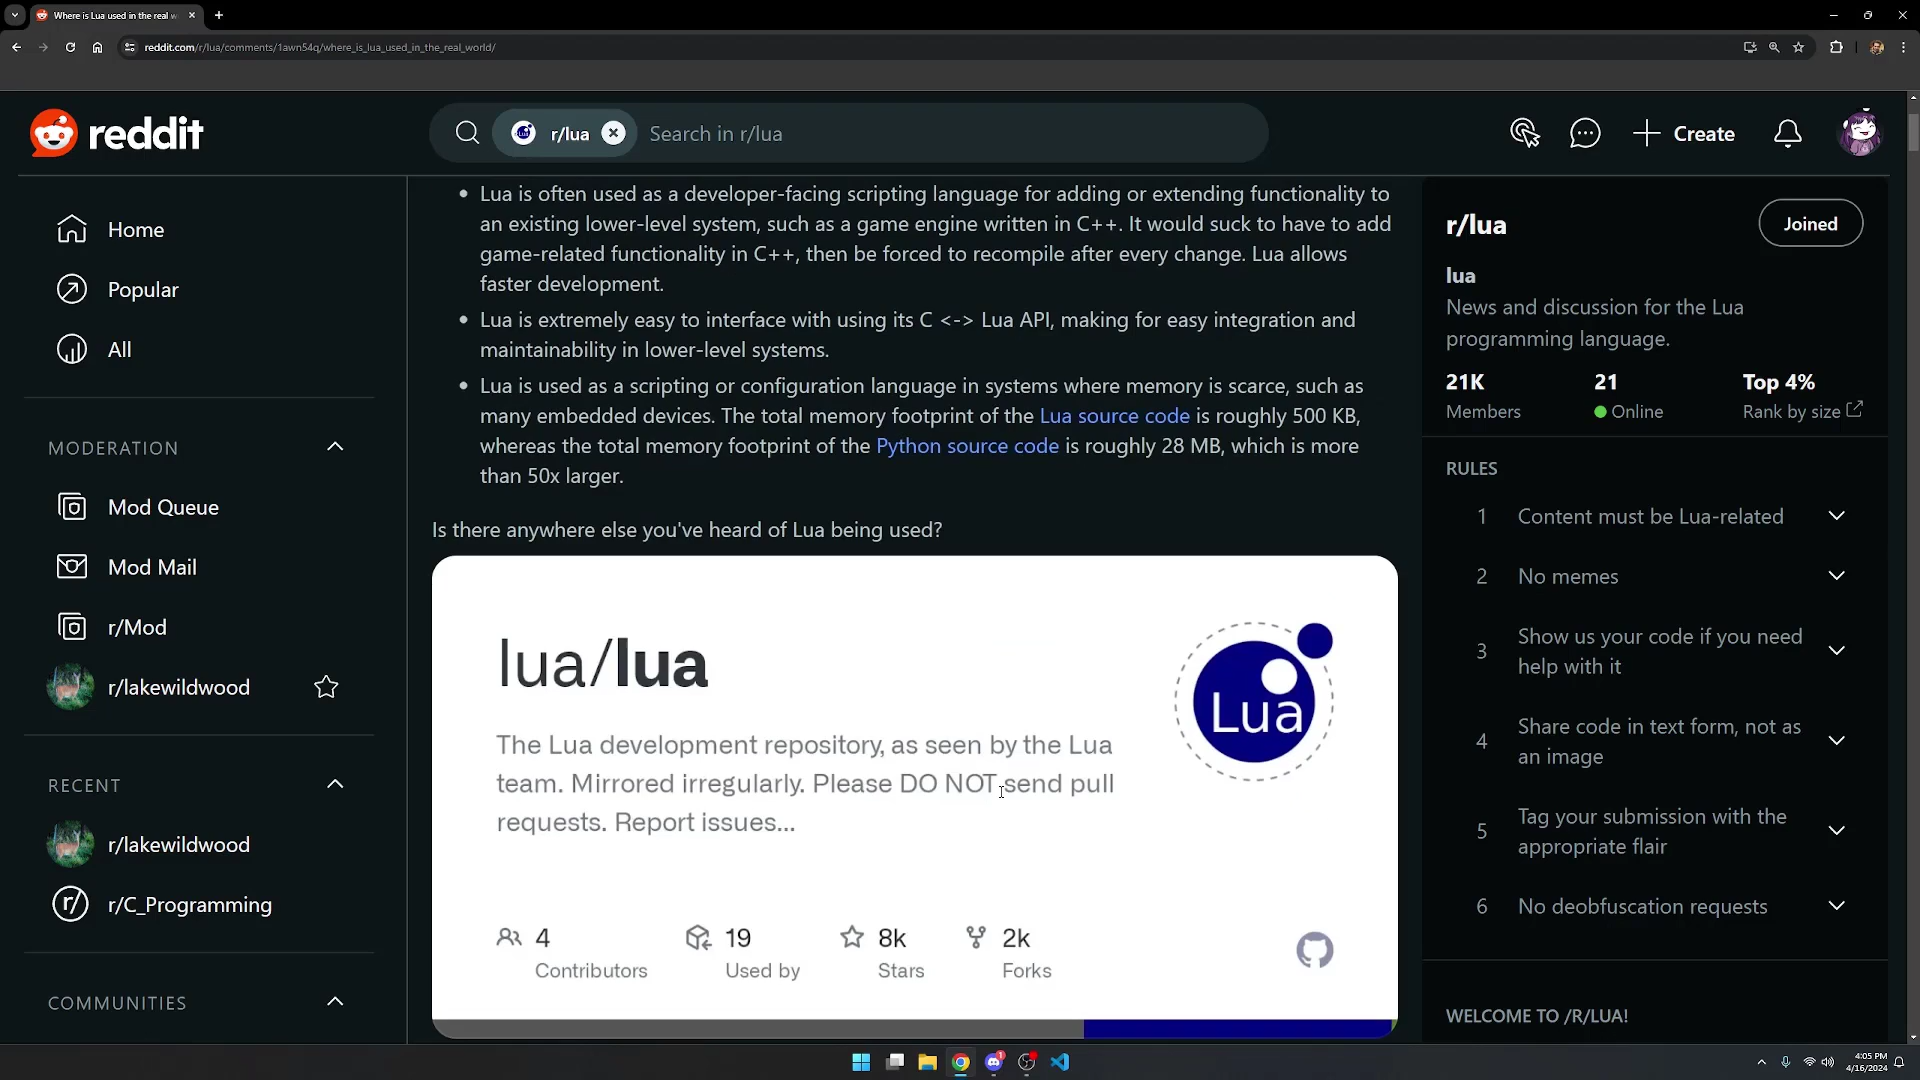 Where is Lua used in the real w
reddit.com/r/lua/comments/1awn54q/where_is_lua_used_in_the_real_world/
reddit
r/lua
Search in r/lua
Create
Home
Popular
All
MODERATION
Mod Queue
Mod Mail
r/Mod
r/lakewildwood
RECENT
r/lakewildwood
r/C_Programming
COMMUNITIES
• Lua is often used as a developer-facing scripting language for adding or extending functionality to
an existing lower-level system, such as a game engine written in C++. It would suck to have to add
game-related functionality in C++, then be forced to recompile after every change. Lua allows
faster development.
• Lua is extremely easy to interface with using its C <-> Lua API, making for easy integration and
maintainability in lower-level systems.
• Lua is used as a scripting or configuration language in systems where memory is scarce, such as
many embedded devices. The total memory footprint of the Lua source code is roughly 500 KB,
whereas the total memory footprint of the Python source code is roughly 28 MB, which is more
than 50x larger.
Is there anywhere else you've heard of Lua being used?
lua/lua
Lua
The Lua development repository, as seen by the Lua
team. Mirrored irregularly. Please DO NOT send pull
requests. Report issues...
4
Contributors
19
Used by
8k
Stars
2k
Forks
r/lua
Joined
lua
News and discussion for the Lua
programming language.
21K
Members
21
Online
Top 4%
Rank by size
RULES
1 Content must be Lua-related
2 No memes
3 Show us your code if you need
help with it
4 Share code in text form, not as
an image
5 Tag your submission with the
appropriate flair
6 No deobfuscation requests
WELCOME TO /R/LUA!
4:05 PM
4/16/2024